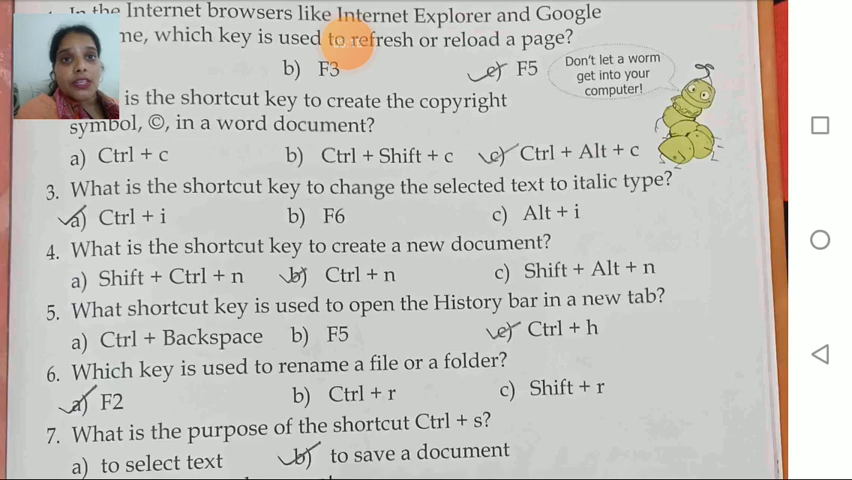 In the Internet browsers like Internet Explorer and Google
me, which key is used to refresh or reload a page?
b) F3 c) F5
Don't let a worm
get into your
computer!
is the shortcut key to create the copyright
symbol, ©, in a word document?
a) Ctrl + c b) Ctrl + Shift + c c) Ctrl + Alt + c
3. What is the shortcut key to change the selected text to italic type?
a) Ctrl + i b) F6 c) Alt + i
4. What is the shortcut key to create a new document?
a) Shift + Ctrl + n b) Ctrl + n c) Shift + Alt + n
5. What shortcut key is used to open the History bar in a new tab?
a) Ctrl + Backspace b) F5 c) Ctrl + h
6. Which key is used to rename a file or a folder?
a) F2 b) Ctrl + r c) Shift + r
7. What is the purpose of the shortcut Ctrl + s?
a) to select text b) to save a document